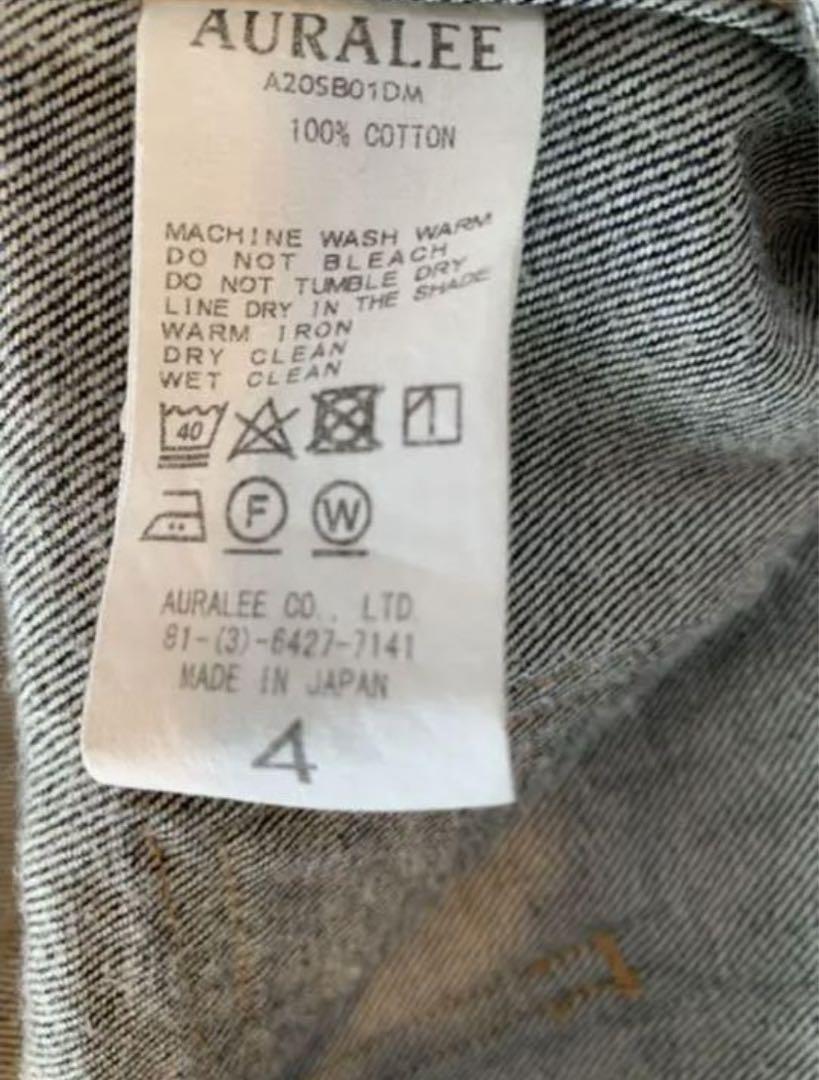 AURALEE
A20SB01DM
100% COTTON
MACHINE WASH WARM
DO NOT BLEACH
DO NOT TUMBLE DRY
LINE DRY IN THE SHADE
WARM IRON
DRY CLEAN
WET CLEAN
40
F W
AURALEE CO., LTD.
81-(3)-6427-7141
MADE IN JAPAN
4